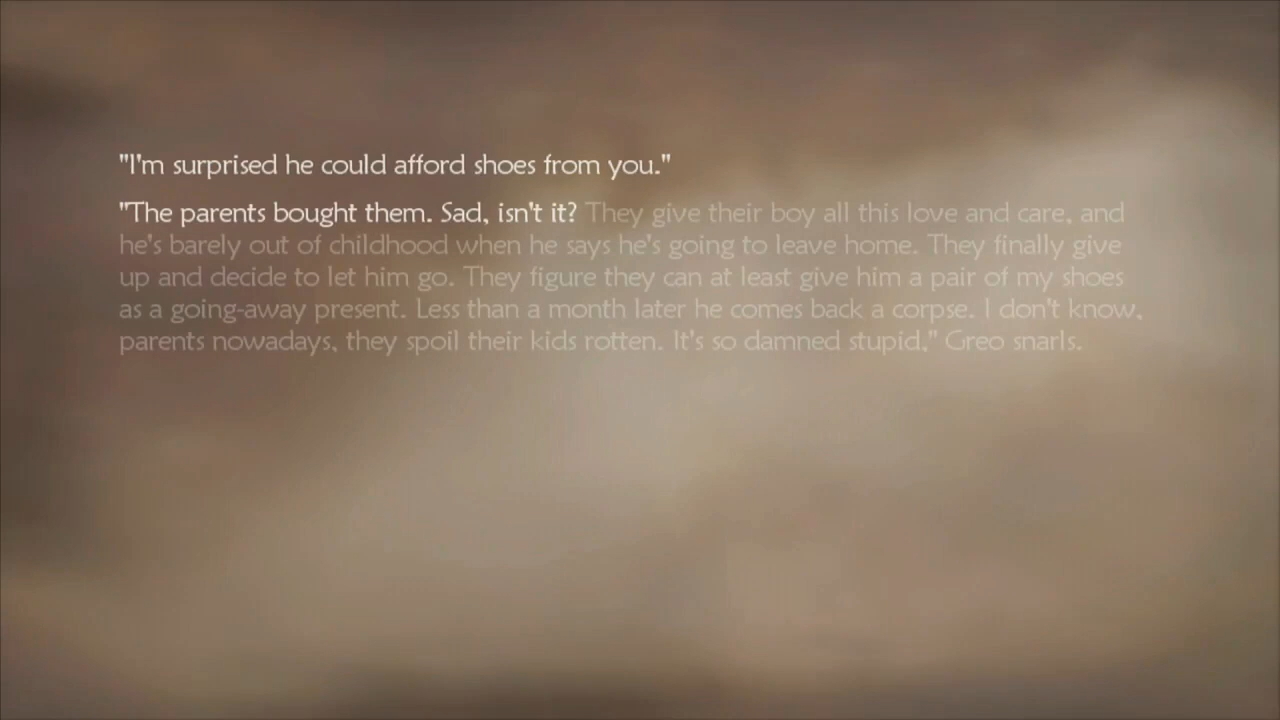 "I'm surprised he could afford shoes from you."
"The parents bought them. Sad, isn't it? They give their boy all this love and care, and
he's barely out of childhood when he says he's going to leave home. They finally give
up and decide to let him go. They figure they can at least give him a pair of my shoes
as a going-away present. Less than a month later he comes back a corpse. I don't know,
parents nowadays, they spoil their kids rotten. It's so damned stupid," Greo snarls.